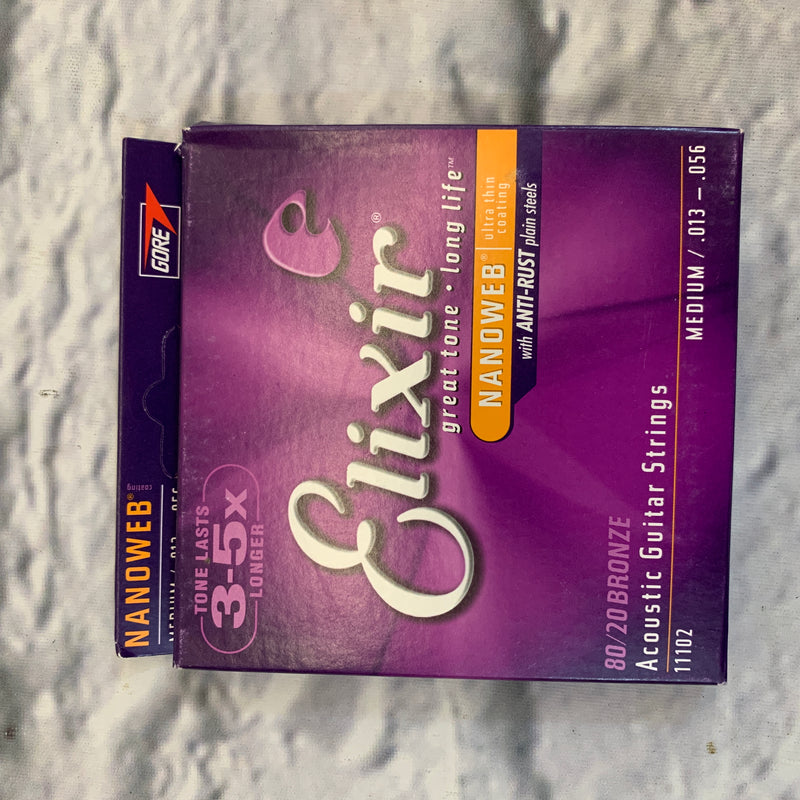 GORE
NANOWEB®
coating
MEDIUM / .013 – .056
TONE LASTS
3-5x
LONGER
e
Elixir®
great tone · long life™
NANOWEB® ultra thin coating
with ANTI-RUST plain steels
80/20 BRONZE
Acoustic Guitar Strings
11102
MEDIUM / .013 – .056